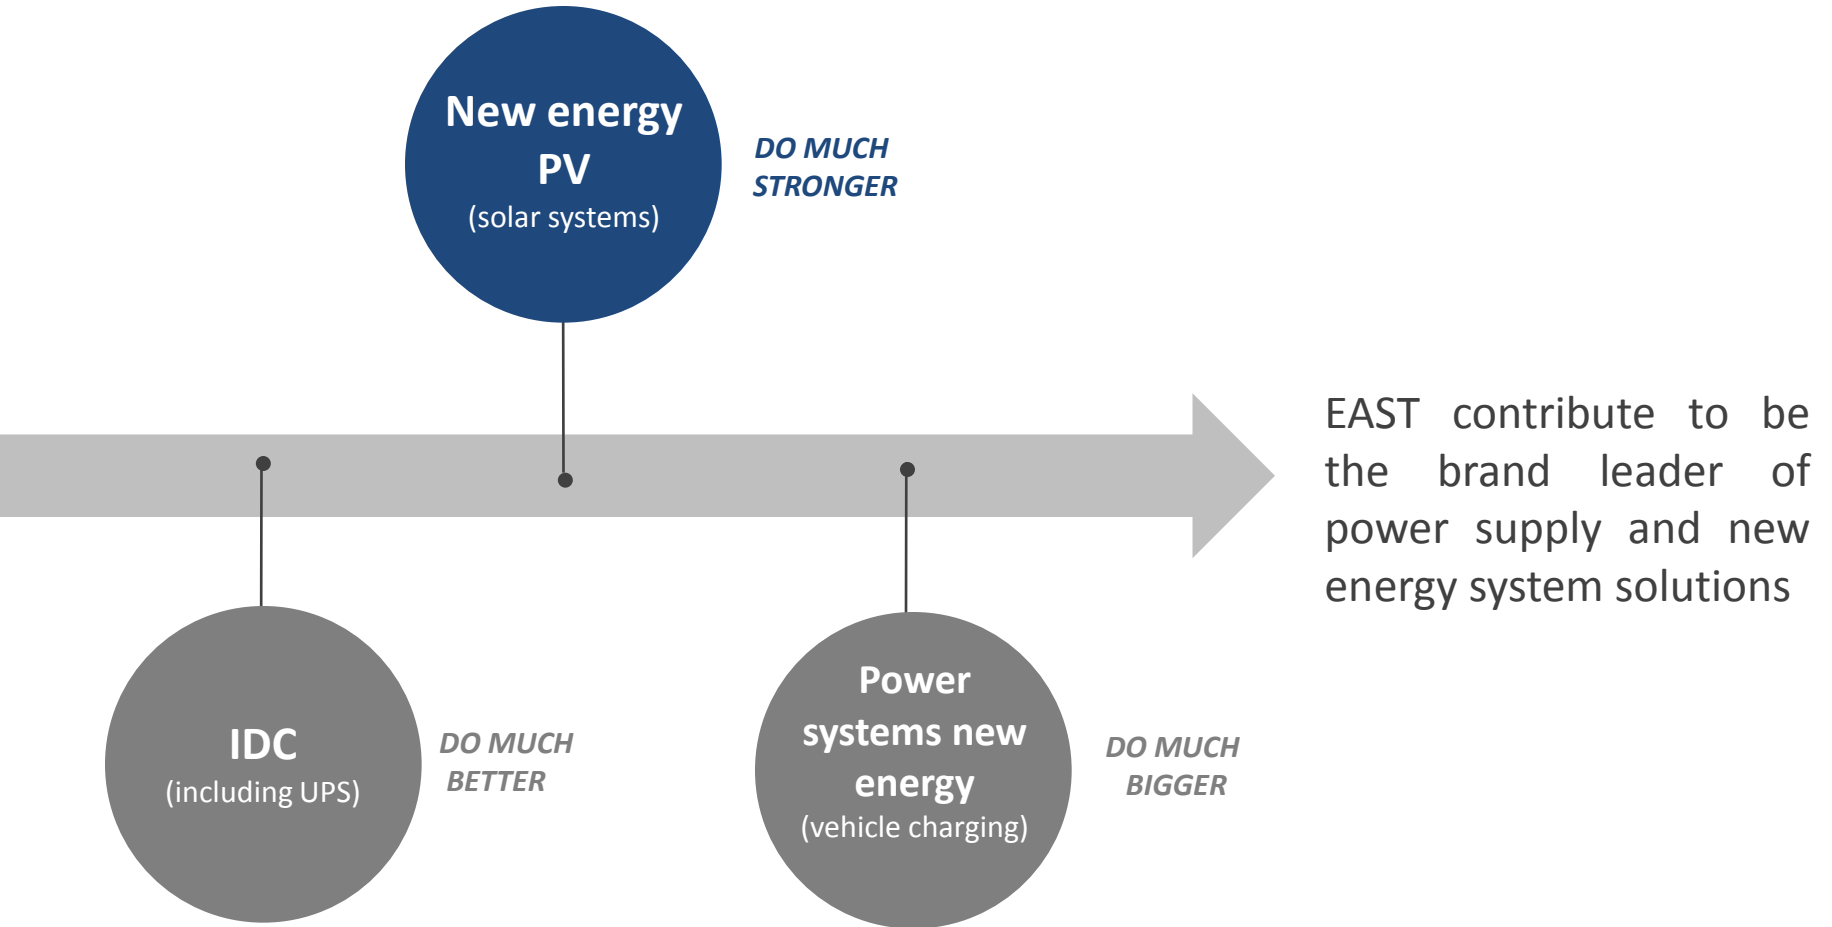 New energy
PV
(solar systems)
DO MUCH
STRONGER
EAST contribute to be
the brand leader of
power supply and new
energy system solutions
IDC
(including UPS)
DO MUCH
BETTER
Power
systems new
energy
(vehicle charging)
DO MUCH
BIGGER